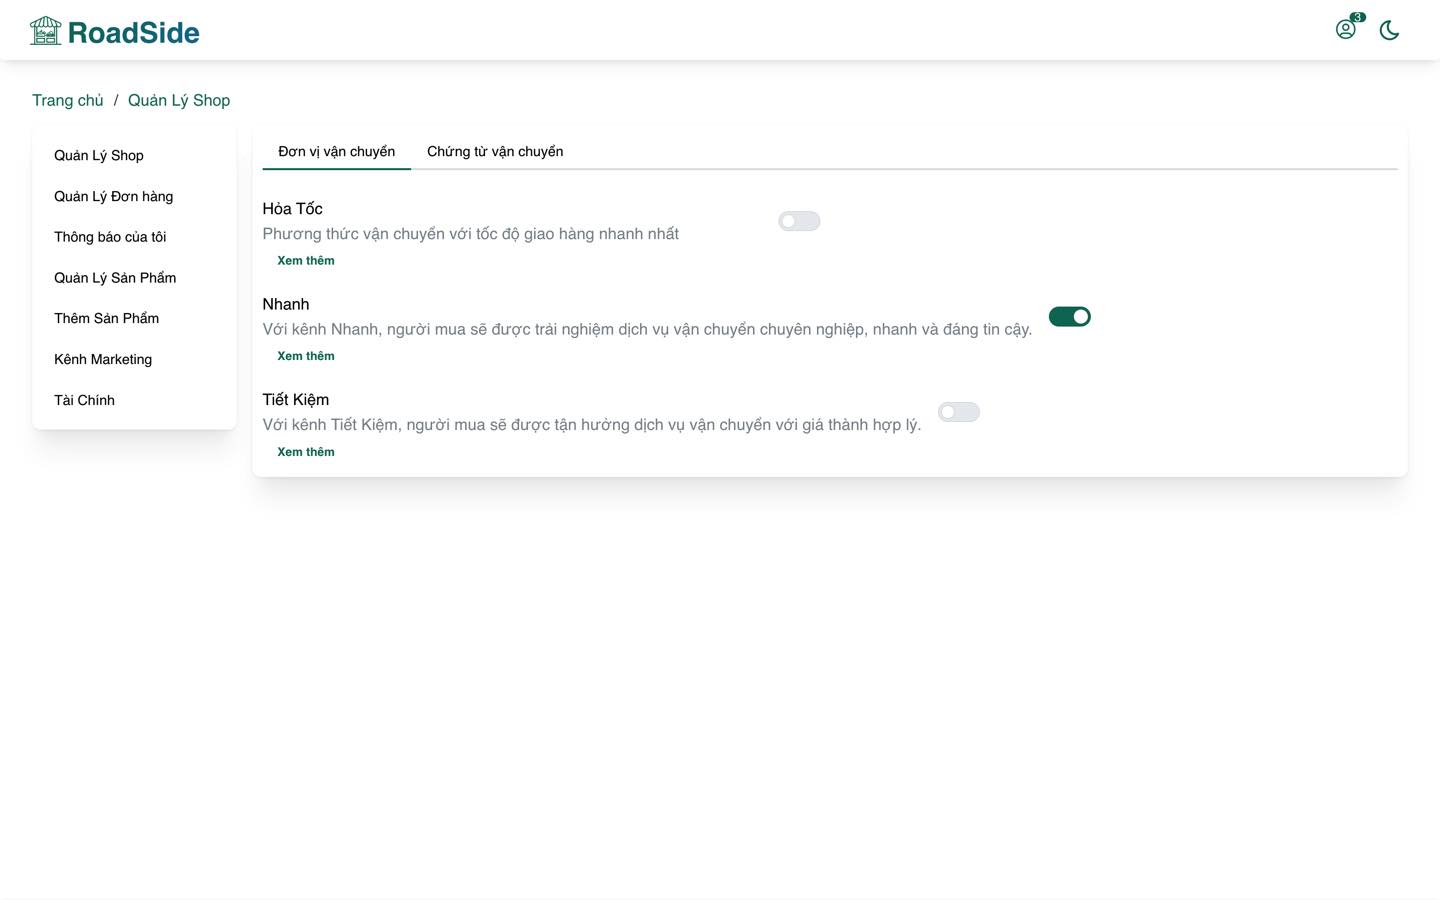 RoadSide
3
Trang chủ / Quản Lý Shop
Quản Lý Shop
Quản Lý Đơn hàng
Thông báo của tôi
Quản Lý Sản Phẩm
Thêm Sản Phẩm
Kênh Marketing
Tài Chính
Đơn vị vận chuyển
Chứng từ vận chuyển
Hỏa Tốc
Phương thức vận chuyển với tốc độ giao hàng nhanh nhất
Xem thêm
Nhanh
Với kênh Nhanh, người mua sẽ được trải nghiệm dịch vụ vận chuyển chuyên nghiệp, nhanh và đáng tin cậy.
Xem thêm
Tiết Kiệm
Với kênh Tiết Kiệm, người mua sẽ được tận hưởng dịch vụ vận chuyển với giá thành hợp lý.
Xem thêm